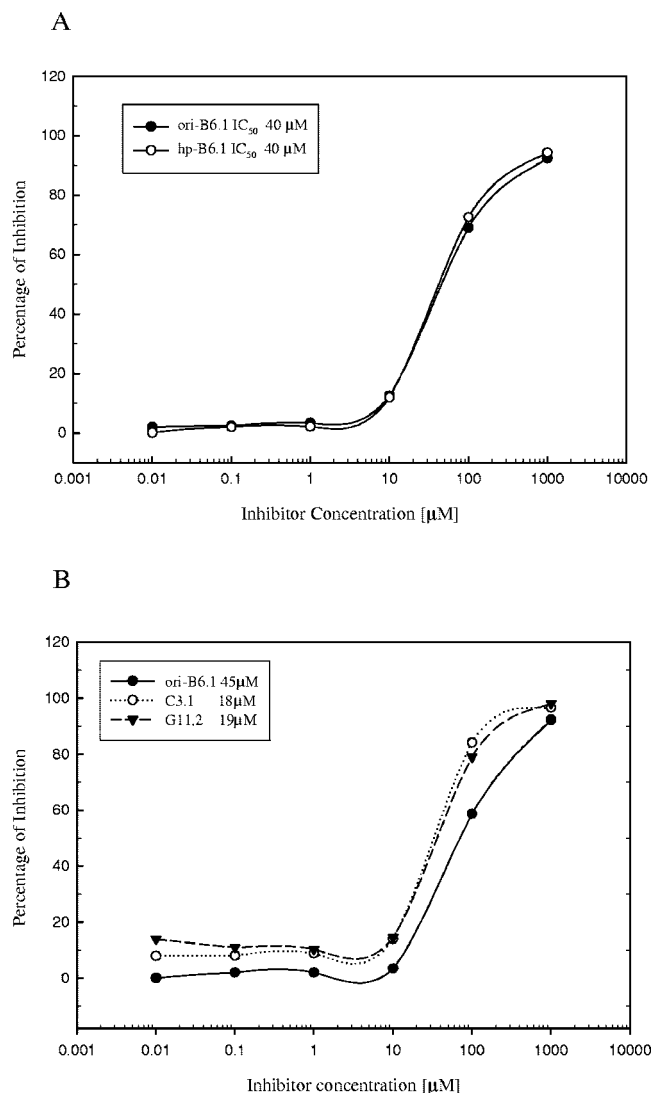 A
ori-B6.1 IC50 40 μM
hp-B6.1 IC50 40 μM
Percentage of Inhibition
120
100
80
60
40
20
0
0.001 0.01 0.1 1 10 100 1000 10000
Inhibitor Concentration [μM]
B
ori-B6.1 45μM
C3.1 18μM
G11.2 19μM
Percentage of Inhibition
120
100
80
60
40
20
0
0.001 0.01 0.1 1 10 100 1000 10000
Inhibitor concentration [μM]